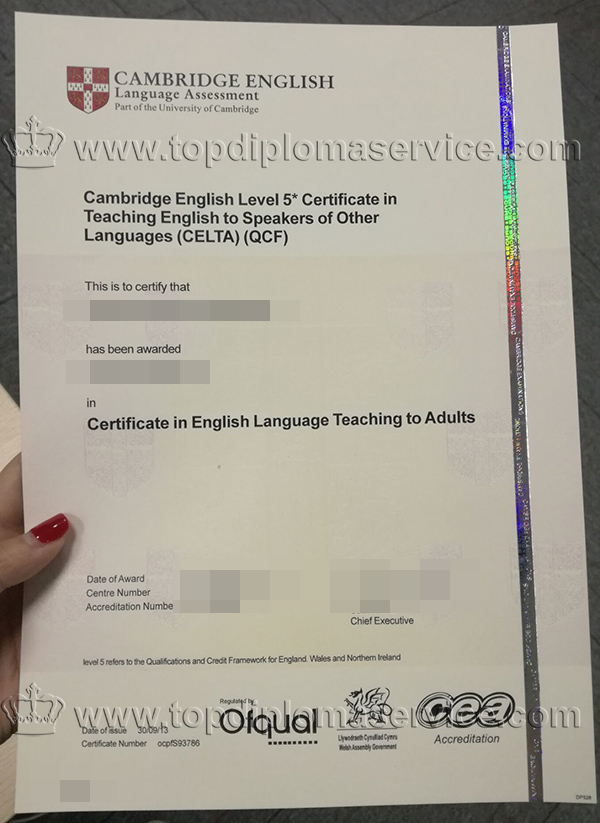 CAMBRIDGE ENGLISH
Language Assessment
Part of the University of Cambridge
www.topdiplomaservice.com
Cambridge English Level 5* Certificate in
Teaching English to Speakers of Other
Languages (CELTA) (QCF)
This is to certify that
has been awarded
in
Certificate in English Language Teaching to Adults
Date of Award
Centre Number
Accreditation Numbe
Chief Executive
level 5 refers to the Qualifications and Credit Framework for England. Wales and Northern Ireland
Regulated by
Ofqual
Llywodraeth Cynulliad Cymru
Welsh Assembly Government
cea
Accreditation
www.topdiplomaservice.com
Date of issue 30/09/13
Certificate Number ocpfS93786
DP528